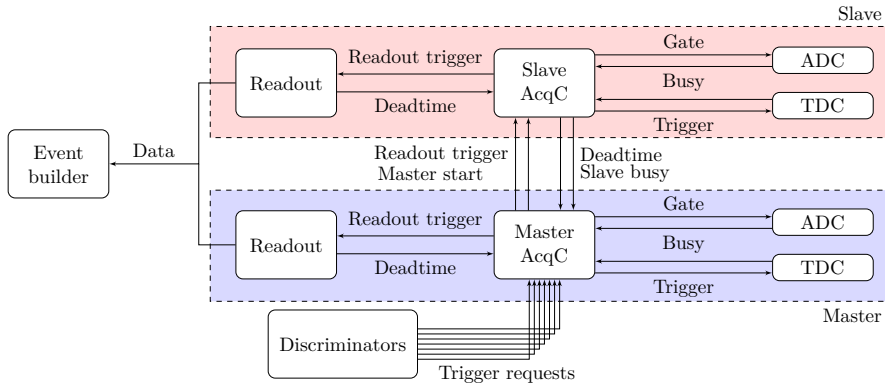 Slave
Readout
Readout trigger
Deadtime
Slave
AcqC
Gate
Busy
Trigger
ADC
TDC
Event
builder
Data
Readout trigger
Master start
Deadtime
Slave busy
Readout
Readout trigger
Deadtime
Master
AcqC
Gate
Busy
Trigger
ADC
TDC
Master
Discriminators
Trigger requests